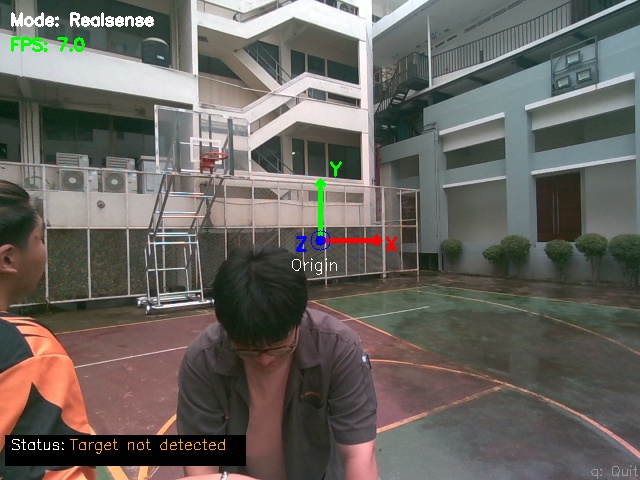 Mode: Realsense
FPS: 7.0
Y
Z
X
Origin
Status: Target not detected
q: Quit